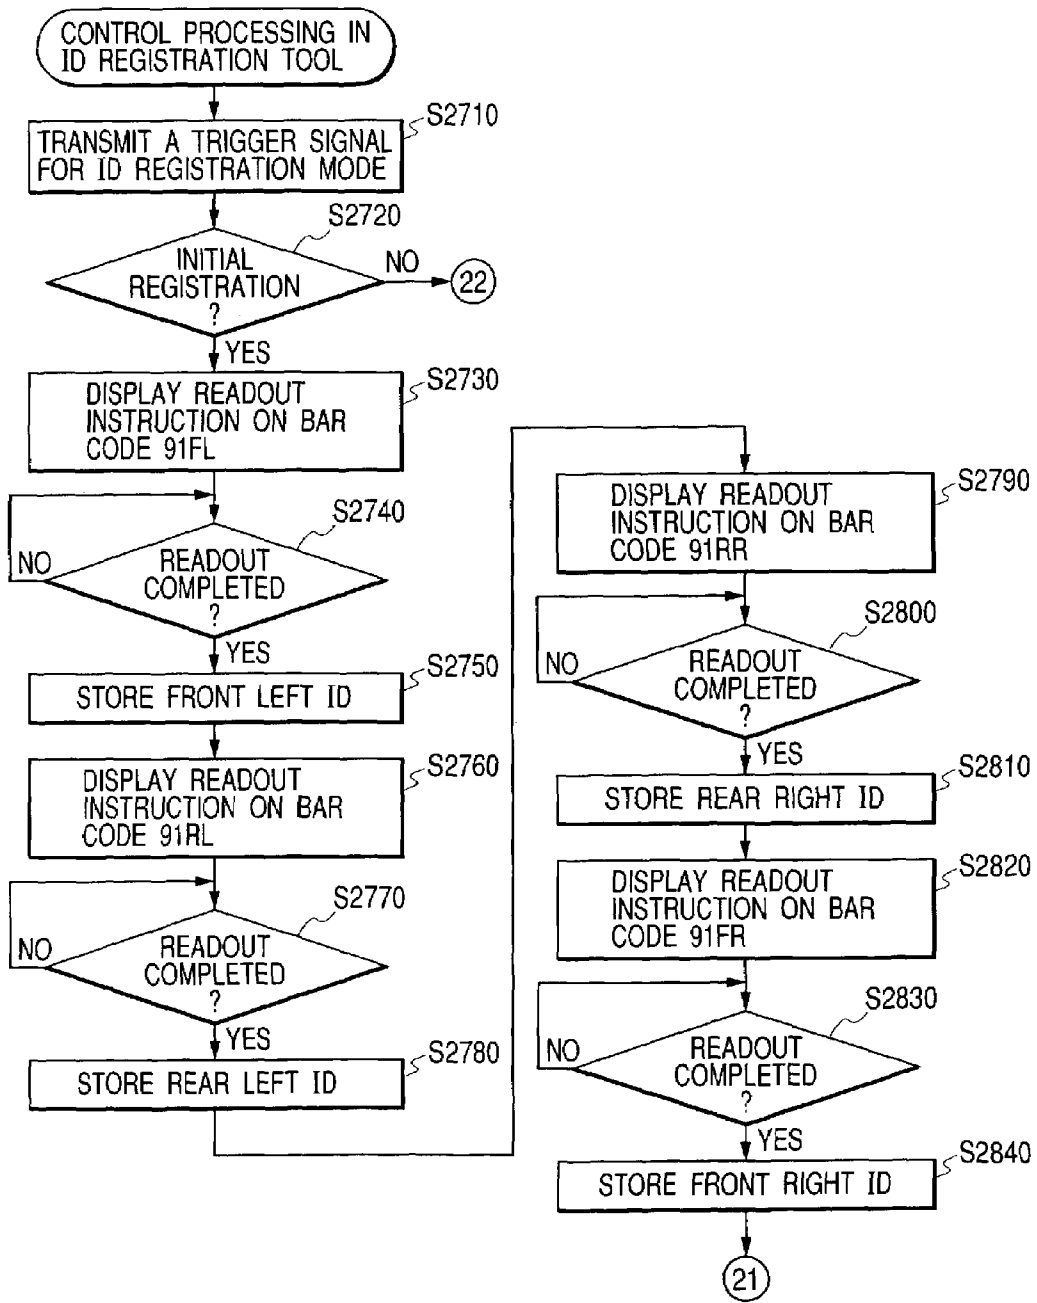 CONTROL PROCESSING IN
ID REGISTRATION TOOL
S2710
TRANSMIT A TRIGGER SIGNAL
FOR ID REGISTRATION MODE
S2720
INITIAL
REGISTRATION
?
NO
22
YES
S2730
DISPLAY READOUT
INSTRUCTION ON BAR
CODE 91FL
S2740
READOUT
COMPLETED
?
NO
YES
S2750
STORE FRONT LEFT ID
S2760
DISPLAY READOUT
INSTRUCTION ON BAR
CODE 91RL
S2770
READOUT
COMPLETED
?
NO
YES
S2780
STORE REAR LEFT ID
S2790
DISPLAY READOUT
INSTRUCTION ON BAR
CODE 91RR
S2800
READOUT
COMPLETED
?
NO
YES
S2810
STORE REAR RIGHT ID
S2820
DISPLAY READOUT
INSTRUCTION ON BAR
CODE 91FR
S2830
READOUT
COMPLETED
?
NO
YES
S2840
STORE FRONT RIGHT ID
21